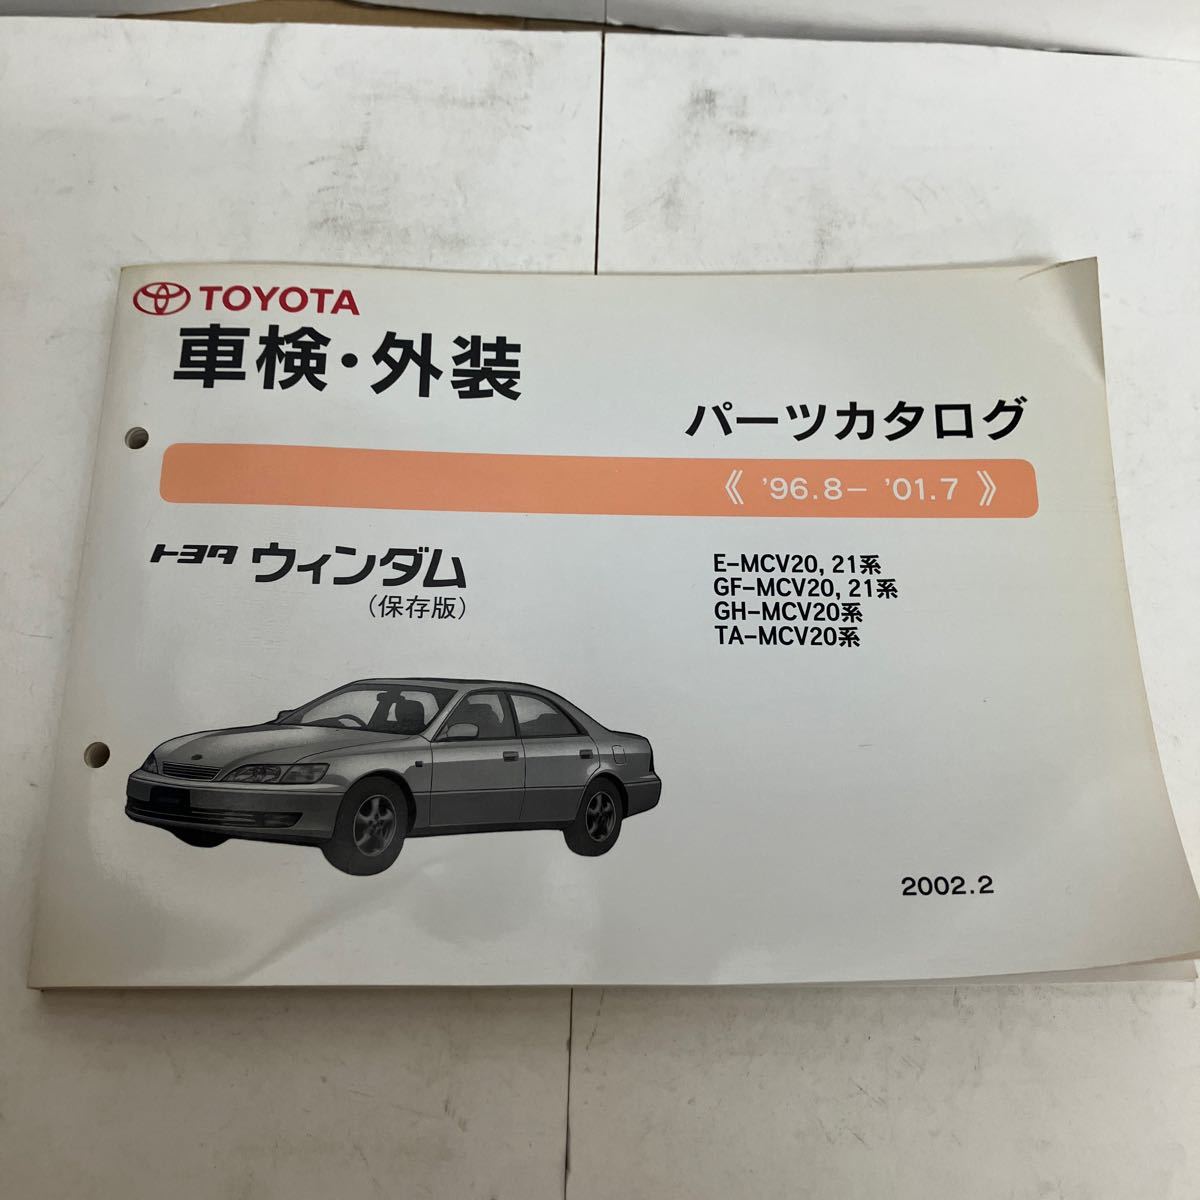 TOYOTA
車検・外装
パーツカタログ
《 '96.8－ '01.7 》
トヨタ ウィンダム
（保存版）
E－MCV20, 21系
GF－MCV20, 21系
GH－MCV20系
TA－MCV20系
2002.2